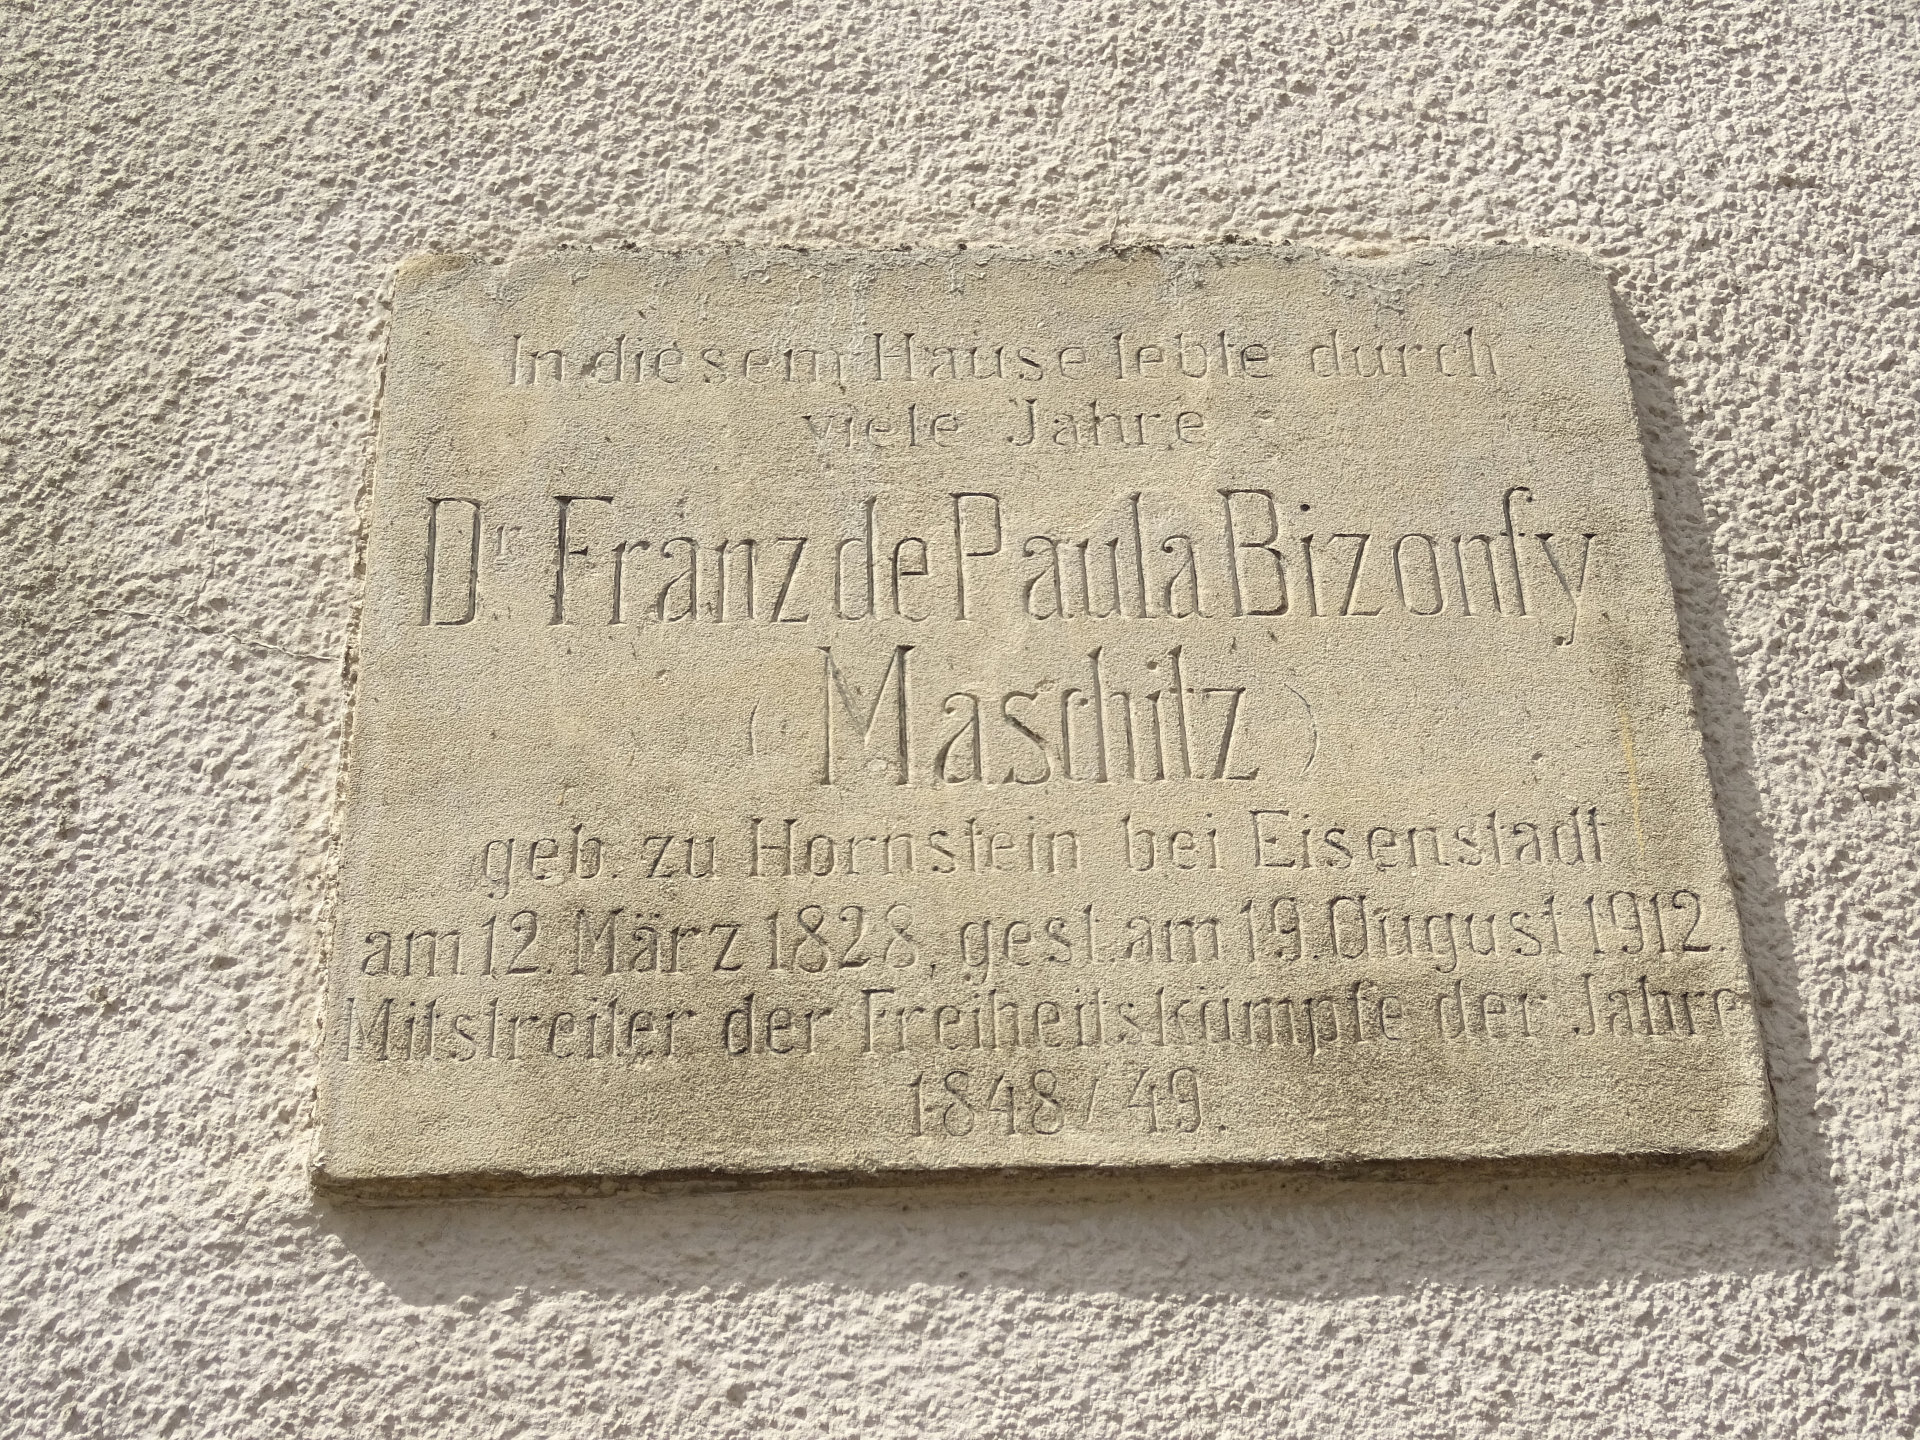 In diesem Hause lebte durch
viele Jahre
Dr Franz de Paula Bizonfy
(Maschitz)
geb. zu Hornstein bei Eisenstadt
am 12. März 1828, gest. am 19. August 1912.
Mitstreiter der Freiheitskämpfe der Jahre
1848/49.